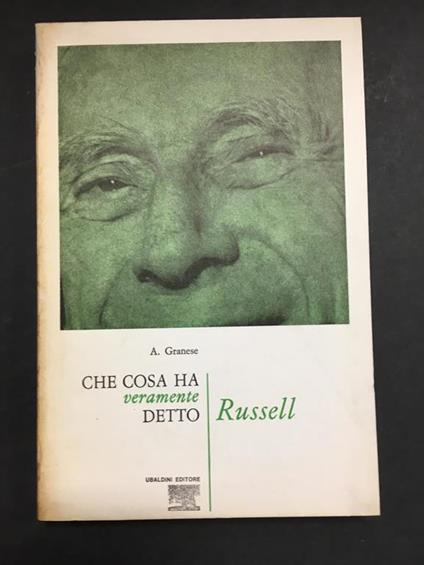 A. Granese
CHE COSA HA
veramente
DETTO
Russell
UBALDINI EDITORE